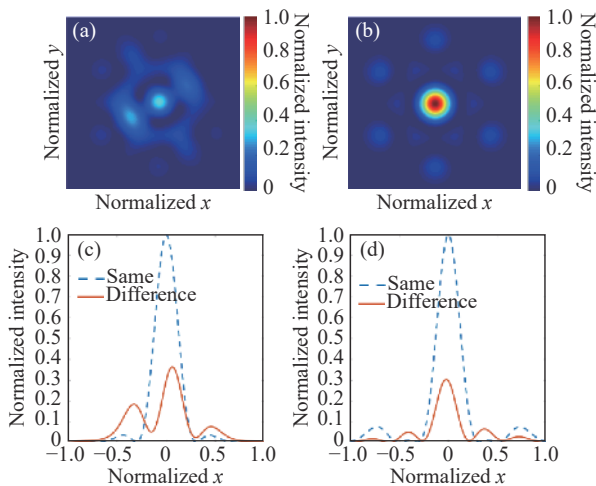 (a)
Normalized y
Normalized x
1.0
0.8
0.6
0.4
0.2
0
Normalized intensity
(b)
Normalized y
Normalized x
1.0
0.8
0.6
0.4
0.2
0
Normalized intensity
(c)
Same
Difference
Normalized intensity
1.0
0.9
0.8
0.7
0.6
0.5
0.4
0.3
0.2
0.1
0
−1.0
−0.5
0
0.5
1.0
Normalized x
(d)
Same
Difference
Normalized intensity
1.0
0.9
0.8
0.7
0.6
0.5
0.4
0.3
0.2
0.1
0
−1.0
−0.5
0
0.5
1.0
Normalized x